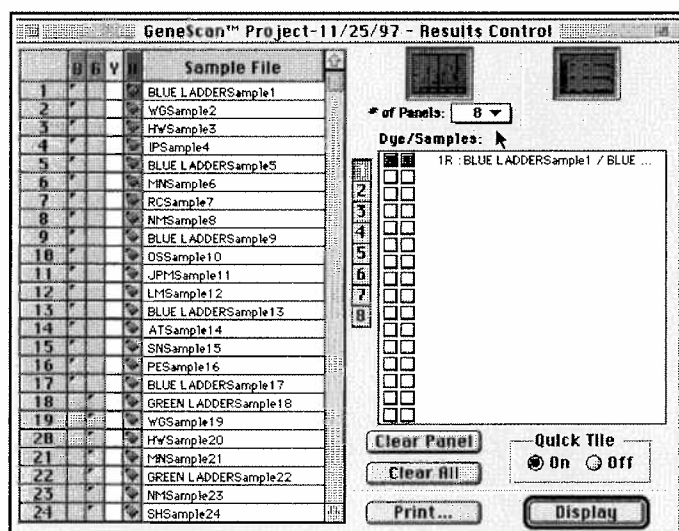 GeneScan™ Project-11/25/97 - Results Control
B G Y R Sample File
1 BLUE LADDERSample1
2 WGSample2
3 HWSample3
4 IPSample4
5 BLUE LADDERSample5
6 MNSample6
7 RCSample7
8 NMSample8
9 BLUE LADDERSample9
10 OSSample10
11 JPMSample11
12 LMSample12
13 BLUE LADDERSample13
14 ATSample14
15 SNSample15
16 PESample16
17 BLUE LADDERSample17
18 GREEN LADDERSample18
19 WGSample19
20 HWSample20
21 MNSample21
22 GREEN LADDERSample22
23 NMSample23
24 SHSample24
# of Panels: 8
Dye/Samples:
1R :BLUE LADDERSample1 / BLUE ...
1
2
3
4
5
6
7
8
Clear Panel
Clear All
Quick Tile
On Off
Print... Display